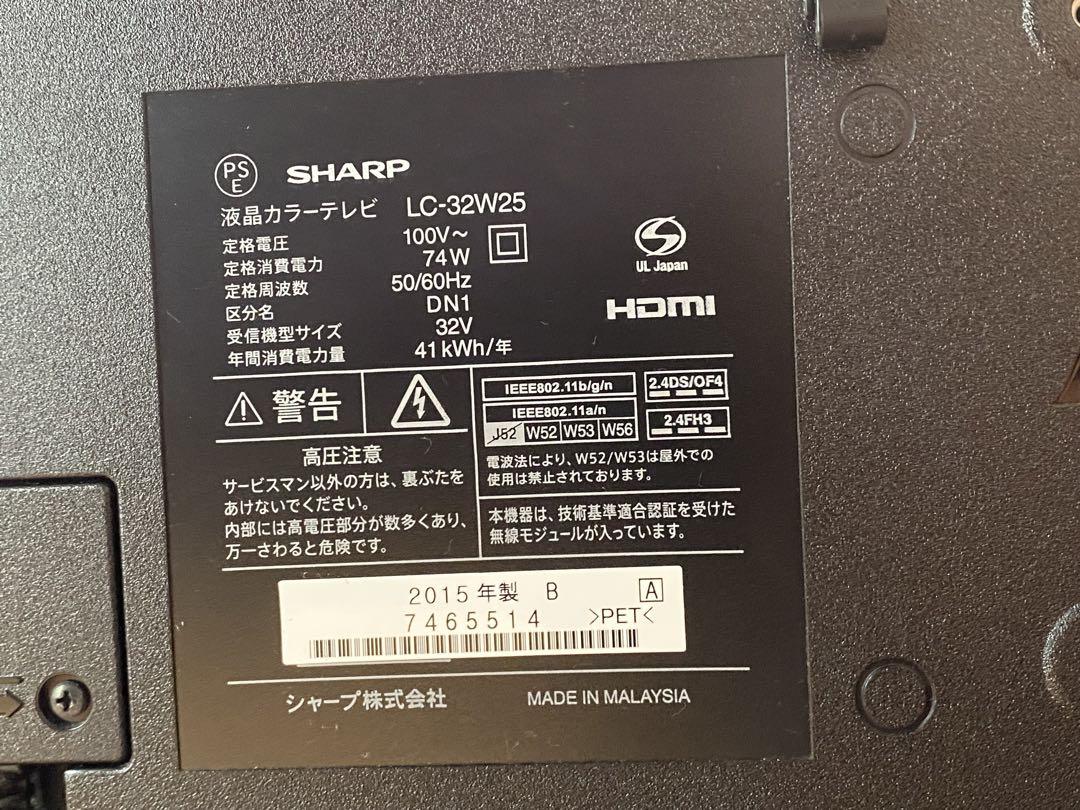 PS
E
SHARP
液晶カラーテレビ LC-32W25
定格電圧 100V～
定格消費電力 74W
定格周波数 50/60Hz
区分名 DN1
受信機型サイズ 32V
年間消費電力量 41kWh/年
UL Japan
HDMI
警告
高圧注意
サービスマン以外の方は、裏ぶたを
あけないでください。
内部には高電圧部分が数多くあり、
万一さわると危険です。
IEEE802.11b/g/n
IEEE802.11a/n
J52 W52 W53 W56
2.4DS/OF4
2.4FH3
電波法により、W52/W53は屋外での
使用は禁止されております。
本機器は、技術基準適合認証を受けた
無線モジュールが入っています。
2015年製 B A
7465514 >PET<
シャープ株式会社 MADE IN MALAYSIA